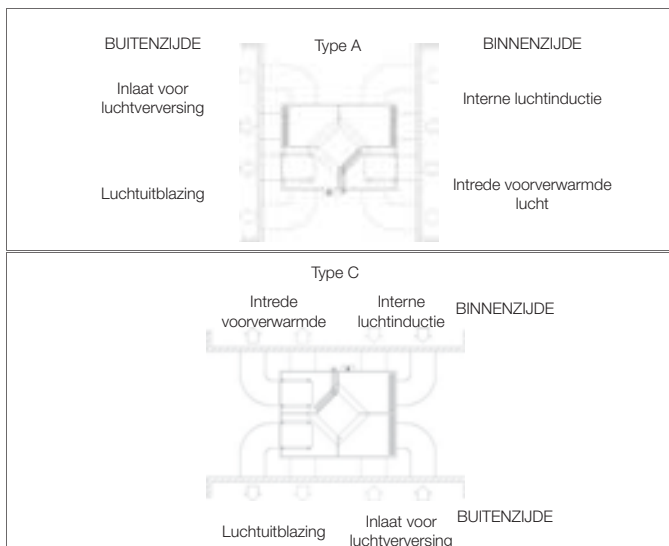 BUITENZIJDE
Type A
BINNENZIJDE
Inlaat voor
luchtverversing
Interne luchtinductie
Luchtuitblazing
Intrede voorverwarmde
lucht
Type C
Intrede
voorverwarmde
Interne
luchtinductie
BINNENZIJDE
Luchtuitblazing
Inlaat voor
luchtverversing
BUITENZIJDE